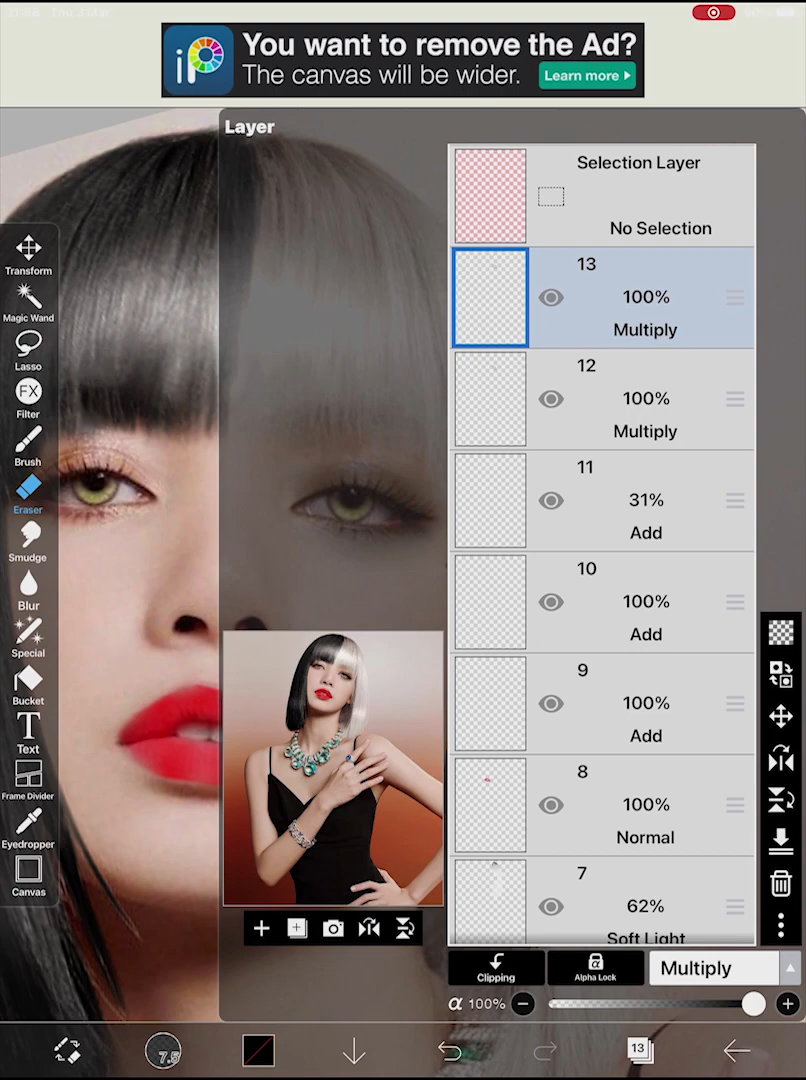 iP
You want to remove the Ad?
The canvas will be wider.
Learn more
Layer
Selection Layer
No Selection
13
100%
Multiply
12
100%
Multiply
11
31%
Add
10
100%
Add
9
100%
Add
8
100%
Normal
7
62%
Soft Light
Transform
Magic Wand
Lasso
FX
Filter
Brush
Eraser
Smudge
Blur
Special
Bucket
T
Text
Frame Divider
Eyedropper
Canvas
Clipping
α
Alpha Lock
Multiply
α 100%
7.5
13